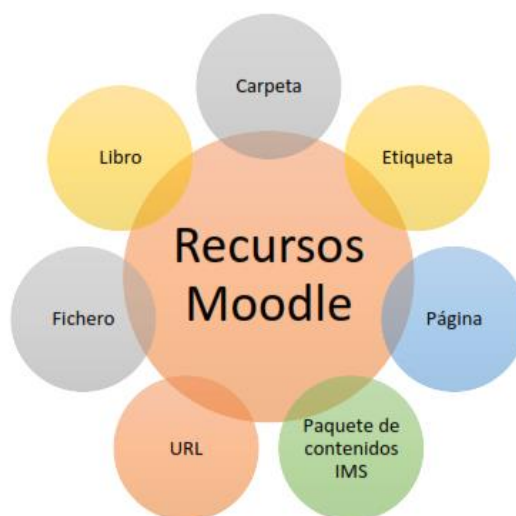 Carpeta
Libro
Etiqueta
Recursos
Moodle
Fichero
Página
URL
Paquete de
contenidos
IMS